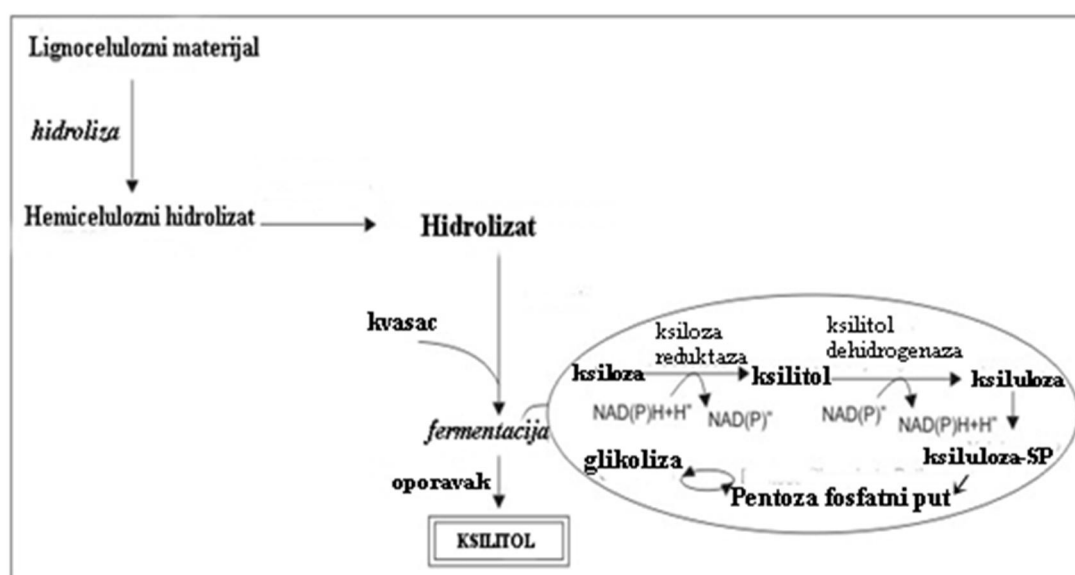 Lignocelulozni materijal
hidroliza
Hemicelulozni hidrolizat
Hidrolizat
kvasac
fermentacija
oporavak
KSILITOL
ksiloza
reduktaza
ksilitol
dehidrogenaza
ksiloza
ksilitol
ksiluloza
NAD(P)H+H⁺
NAD(P)⁺
NAD(P)⁺
NAD(P)H+H⁺
ksiluloza-SP
glikoliza
Pentoza fosfatni put